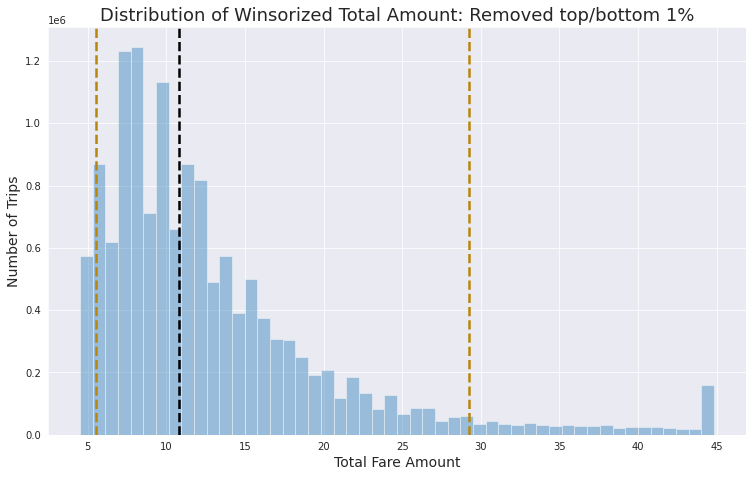 Distribution of Winsorized Total Amount: Removed top/bottom 1%
1e6
1.2
1.0
0.8
0.6
0.4
0.2
0.0
Number of Trips
5 10 15 20 25 30 35 40 45
Total Fare Amount